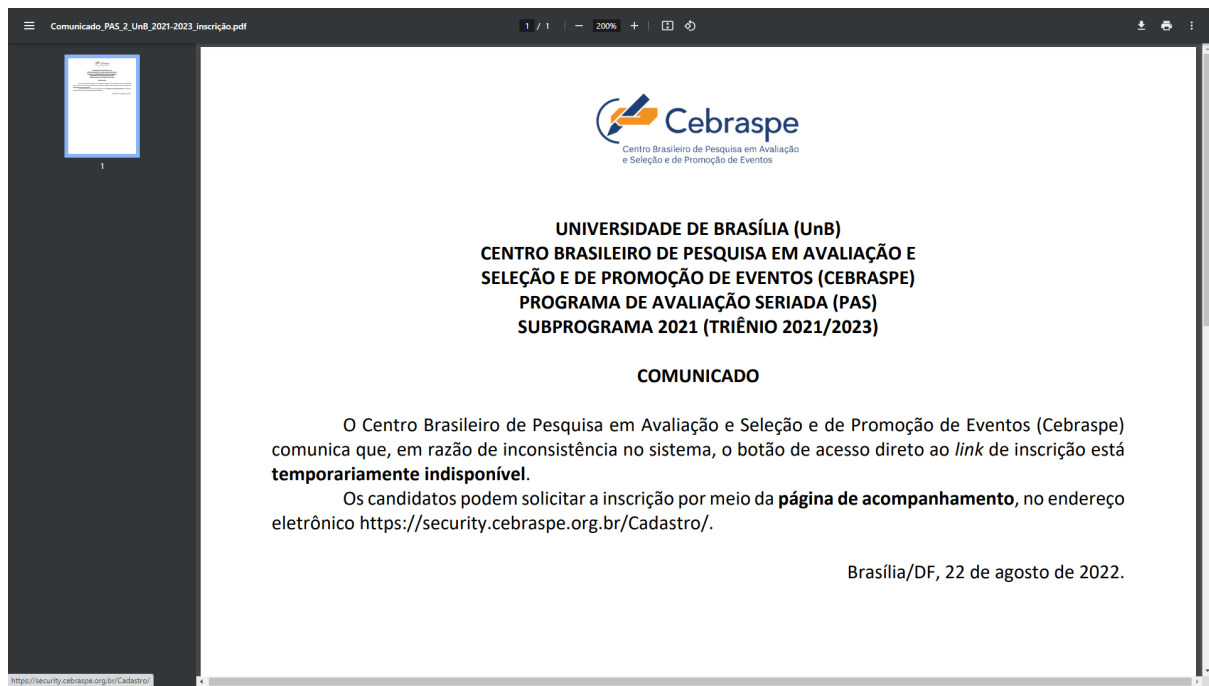 Comunicado_PAS_2_UnB_2021-2023_inscrição.pdf
1 / 1
200%
1
Cebraspe
Centro Brasileiro de Pesquisa em Avaliação
e Seleção e de Promoção de Eventos
UNIVERSIDADE DE BRASÍLIA (UnB)
CENTRO BRASILEIRO DE PESQUISA EM AVALIAÇÃO E
SELEÇÃO E DE PROMOÇÃO DE EVENTOS (CEBRASPE)
PROGRAMA DE AVALIAÇÃO SERIADA (PAS)
SUBPROGRAMA 2021 (TRIÊNIO 2021/2023)
COMUNICADO
O Centro Brasileiro de Pesquisa em Avaliação e Seleção e de Promoção de Eventos (Cebraspe)
comunica que, em razão de inconsistência no sistema, o botão de acesso direto ao link de inscrição está
temporariamente indisponível.
Os candidatos podem solicitar a inscrição por meio da página de acompanhamento, no endereço
eletrônico https://security.cebraspe.org.br/Cadastro/.
Brasília/DF, 22 de agosto de 2022.
https://security.cebraspe.org.br/Cadastro/